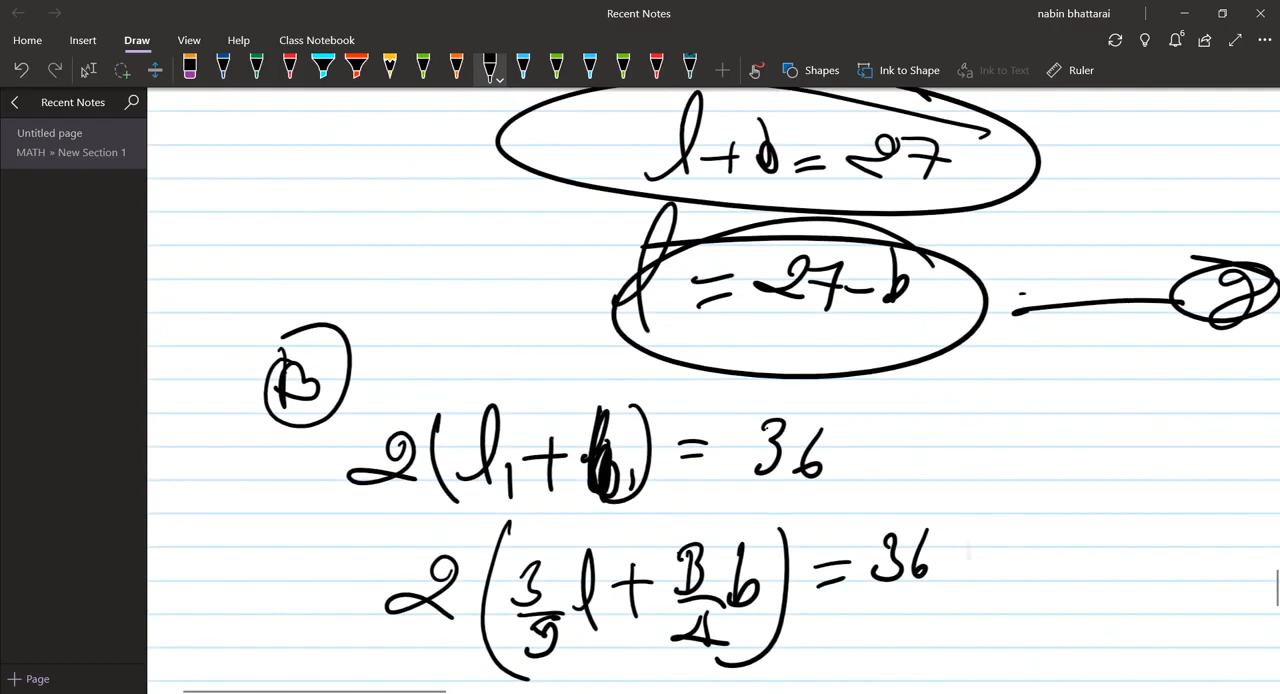 Recent Notes
nabin bhattarai
Home Insert Draw View Help Class Notebook
6
Shapes Ink to Shape Ink to Text Ruler
Recent Notes
Untitled page
MATH » New Section 1
l + b = 27
l = 27 - b — 2
B
2(l₁ + b₁) = 36
2(3/5 l + 3/4 b) = 36
Page